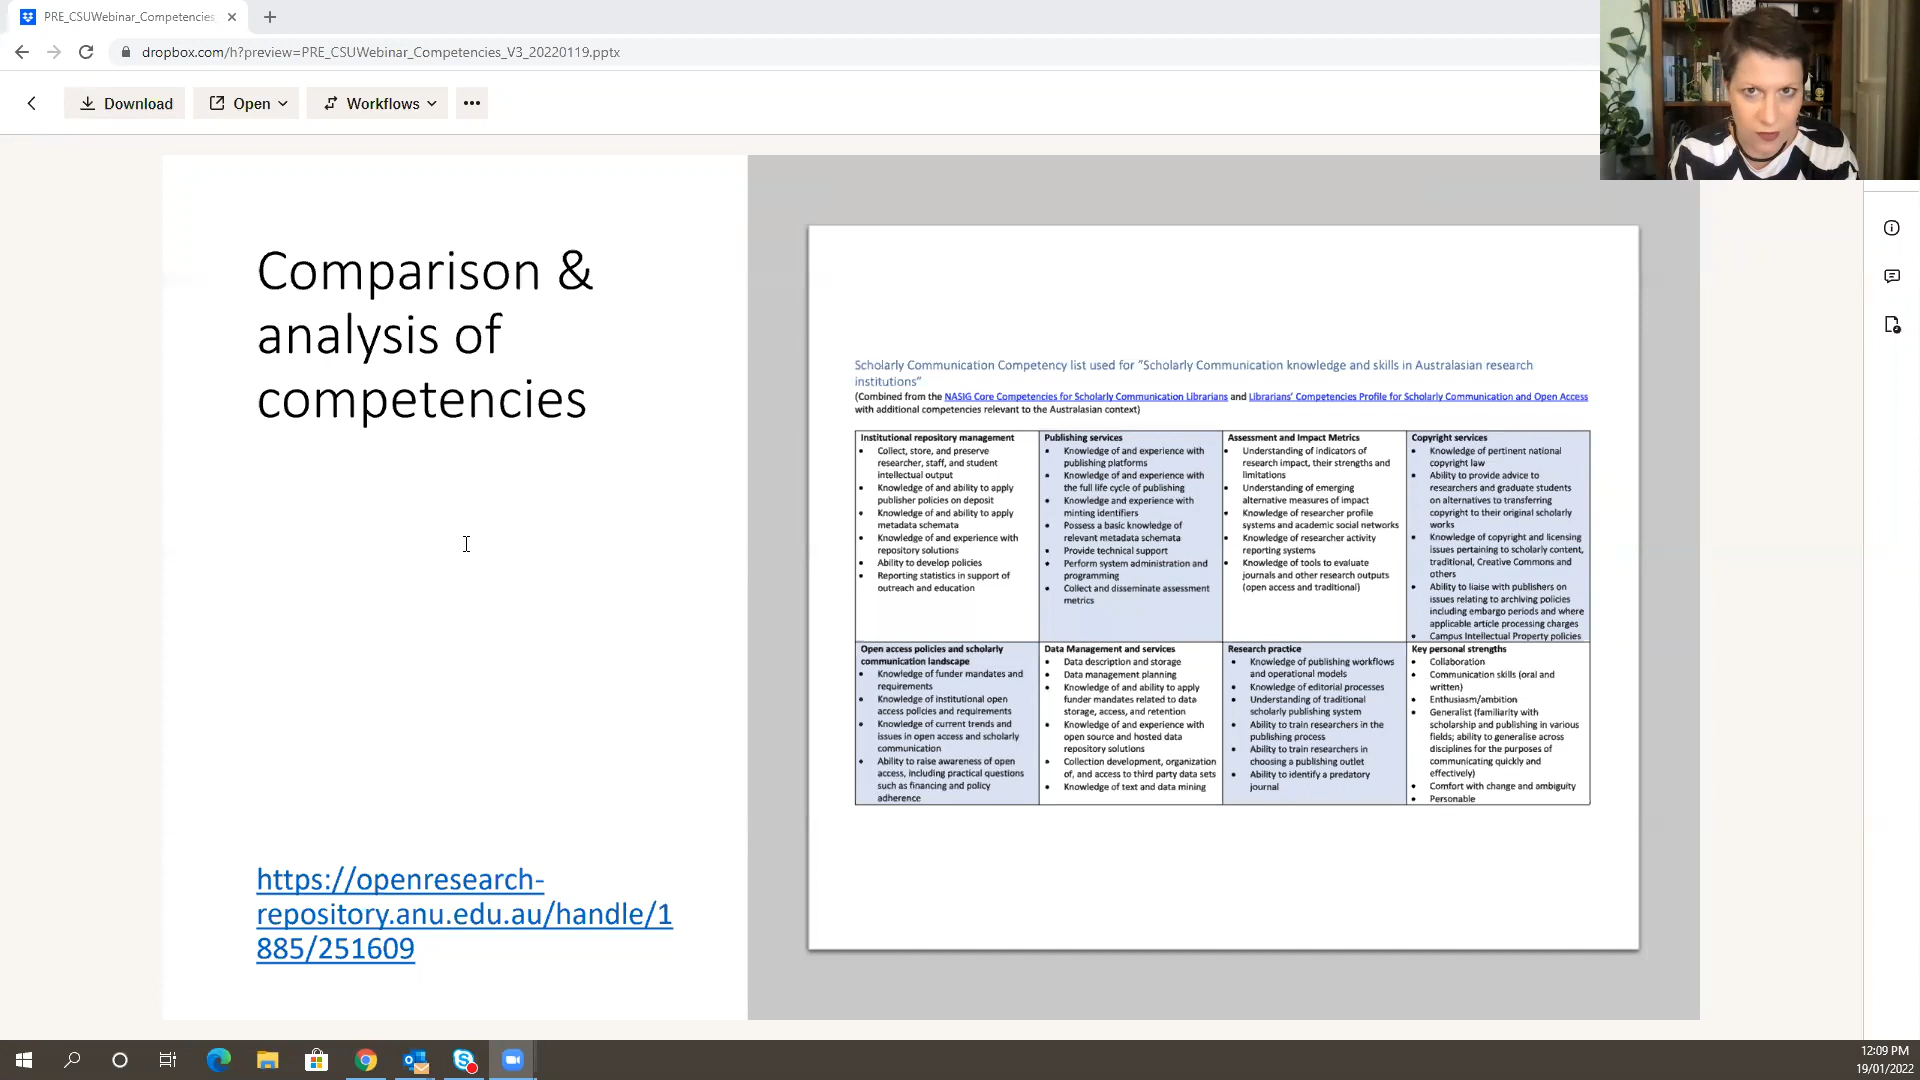 PRE_CSUWebinar_Competencies
dropbox.com/h?preview=PRE_CSUWebinar_Competencies_V3_20220119.pptx
Download
Open
Workflows
Comparison &
analysis of
competencies
https://openresearch-
repository.anu.edu.au/handle/1
885/251609
Scholarly Communication Competency list used for "Scholarly Communication knowledge and skills in Australasian research
institutions"
(Combined from the NASIG Core Competencies for Scholarly Communication Librarians and Librarians' Competencies Profile for Scholarly Communication and Open Access
with additional competencies relevant to the Australasian context)
Institutional repository management
• Collect, store, and preserve
researcher, staff, and student
intellectual output
• Knowledge of and ability to apply
publisher policies on deposit
• Knowledge of and ability to apply
metadata schemata
• Knowledge of and experience with
repository solutions
• Ability to develop policies
• Reporting statistics in support of
outreach and education
Publishing services
• Knowledge of and experience with
publishing platforms
• Knowledge of and experience with
the full life cycle of publishing
• Knowledge and experience with
minting identifiers
• Possess a basic knowledge of
relevant metadata schemata
• Provide technical support
• Perform system administration and
programming
• Collect and disseminate assessment
metrics
Assessment and Impact Metrics
• Understanding of indicators of
research impact, their strengths and
limitations
• Understanding of emerging
alternative measures of impact
• Knowledge of researcher profile
systems and academic social networks
• Knowledge of researcher activity
reporting systems
• Knowledge of tools to evaluate
journals and other research outputs
(open access and traditional)
Copyright services
• Knowledge of pertinent national
copyright law
• Ability to provide advice to
researchers and graduate students
on alternatives to transferring
copyright to their original scholarly
works
• Knowledge of copyright and licensing
issues pertaining to scholarly content,
traditional, Creative Commons and
others
• Ability to liaise with publishers on
issues relating to archiving policies
including embargo periods and where
applicable article processing charges
• Campus Intellectual Property policies
Open access policies and scholarly
communication landscape
• Knowledge of funder mandates and
requirements
• Knowledge of institutional open
access policies and requirements
• Knowledge of current trends and
issues in open access and scholarly
communication
• Ability to raise awareness of open
access, including practical questions
such as financing and policy
adherence
Data Management and services
• Data description and storage
• Data management planning
• Knowledge of and ability to apply
funder mandates related to data
storage, access, and retention
• Knowledge of and experience with
open source and hosted data
repository solutions
• Collection development, organization
of, and access to third party data sets
• Knowledge of text and data mining
Research practice
• Knowledge of publishing workflows
and operational models
• Knowledge of editorial processes
• Understanding of traditional
scholarly publishing system
• Ability to train researchers in the
publishing process
• Ability to train researchers in
choosing a publishing outlet
• Ability to identify a predatory
journal
Key personal strengths
• Collaboration
• Communication skills (oral and
written)
• Enthusiasm/ambition
• Generalist (familiarity with
scholarship and publishing in various
fields; ability to generalise across
disciplines for the purposes of
communicating quickly and
effectively)
• Comfort with change and ambiguity
• Personable
12:09 PM
19/01/2022